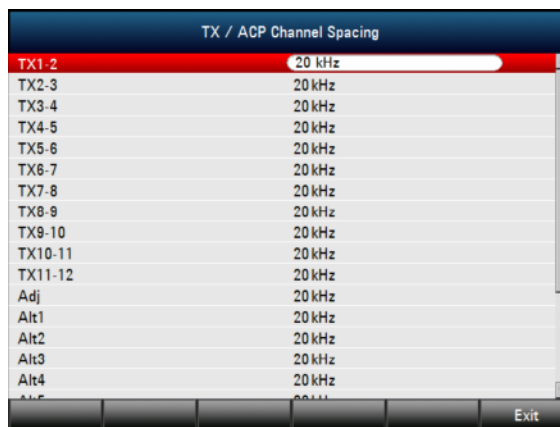 TX / ACP Channel Spacing
TX1-2 20 kHz
TX2-3 20 kHz
TX3-4 20 kHz
TX4-5 20 kHz
TX5-6 20 kHz
TX6-7 20 kHz
TX7-8 20 kHz
TX8-9 20 kHz
TX9-10 20 kHz
TX10-11 20 kHz
TX11-12 20 kHz
Adj 20 kHz
Alt1 20 kHz
Alt2 20 kHz
Alt3 20 kHz
Alt4 20 kHz
Exit